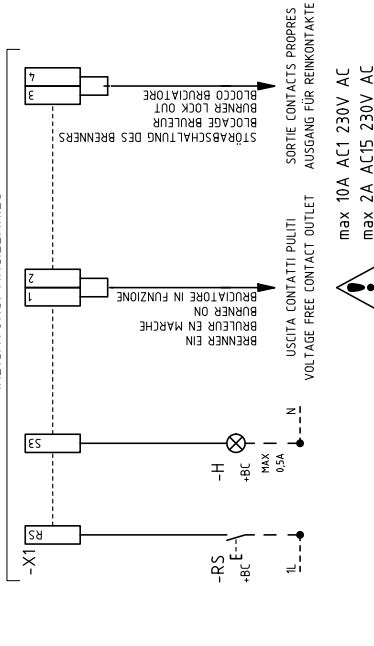 -X1
RS
S3
1
2
3
4
-RS
+BC
E
1L
-H
+BC
MAX
0,5A
N
BRENNER EIN
BRULEUR EN MARCHE
BURNER ON
BRUCIATORE IN FUNZIONE
STÖRABSCHALTUNG DES BRENNERS
BLOCAGE BRULEUR
BURNER LOCK OUT
BLOCCO BRUCIATORE
USCITA CONTATTI PULITI
VOLTAGE FREE CONTACT OUTLET
SORTIE CONTACTS PROPRES
AUSGANG FÜR REINKONTAKTE
max 10A AC1 230V AC
max 2A AC15 230V AC